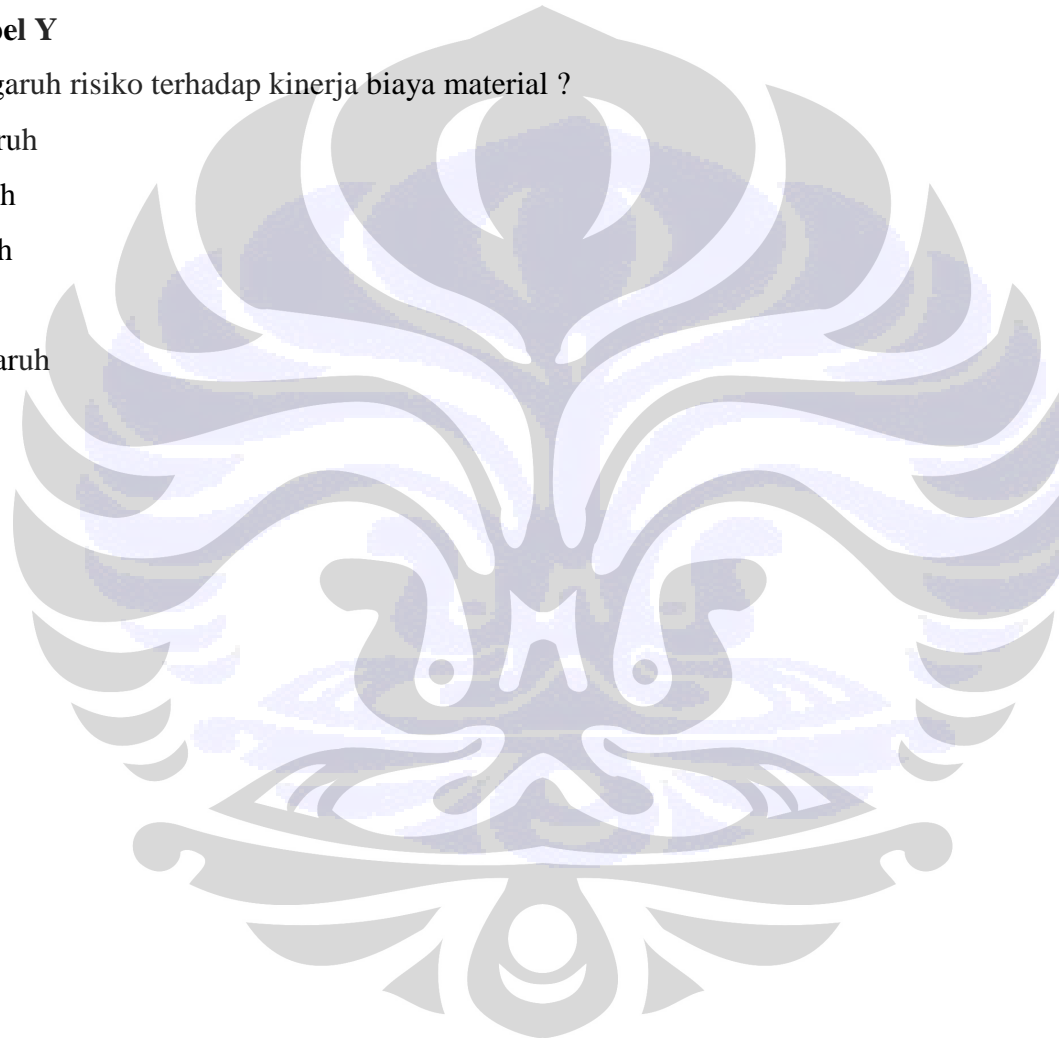 bel Y
garuh risiko terhadap kinerja biaya material ?
ruh
h
h
aruh